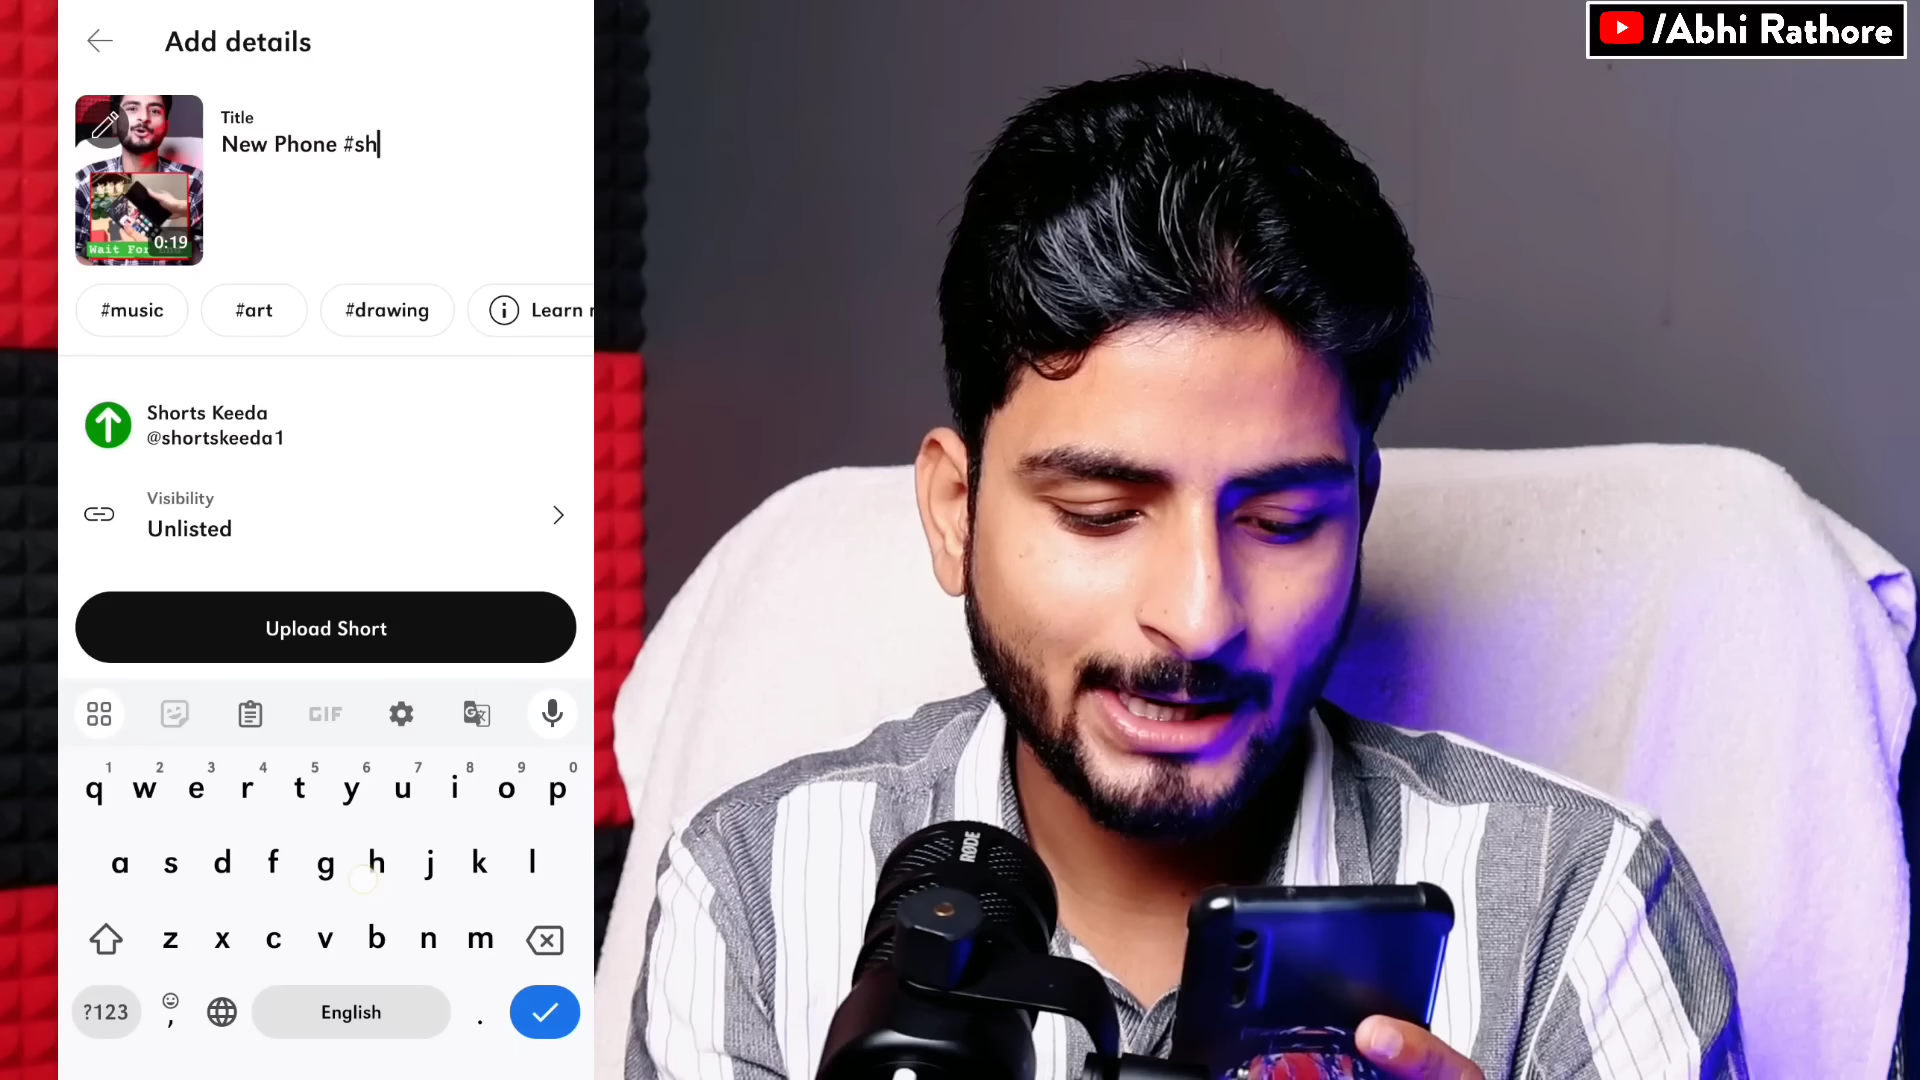 Add details
/Abhi Rathore
Title
New Phone #sh
0:19
Wait For
#music
#art
#drawing
Learn
Shorts Keeda
@shortskeeda1
Visibility
Unlisted
Upload Short
GIF
1 2 3 4 5 6 7 8 9 0
q w e r t y u i o p
a s d f g h j k l
z x c v b n m
?123
,
English
.
RØDE